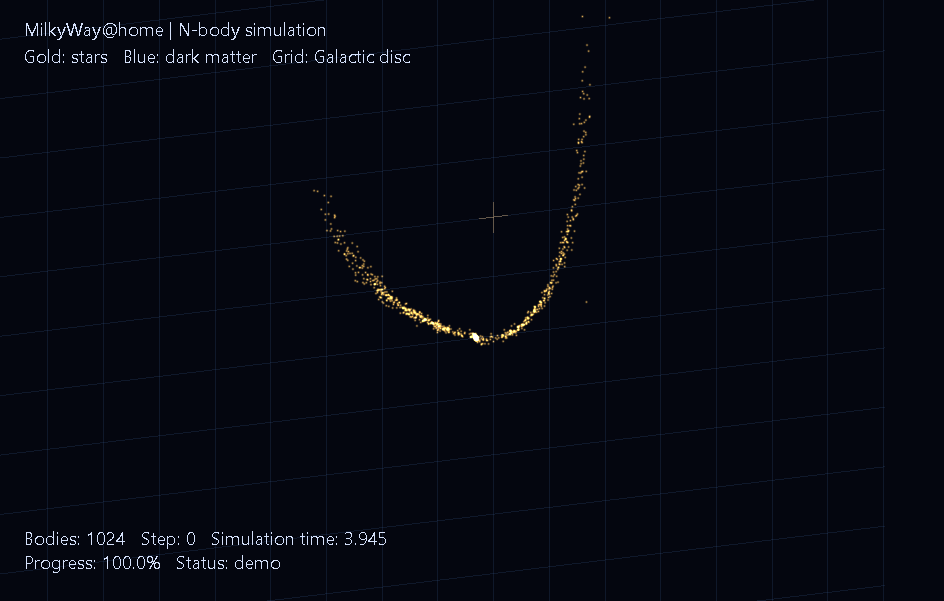 MilkyWay@home | N-body simulation
Gold: stars   Blue: dark matter   Grid: Galactic disc
Bodies: 1024   Step: 0   Simulation time: 3.945
Progress: 100.0%   Status: demo